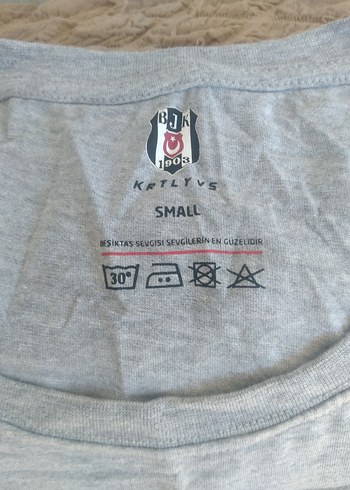 BJK
1903
KRTLYVS
SMALL
BEŞİKTAŞ SEVGİSİ SEVGİLERİN EN GÜZELİDİR
30°